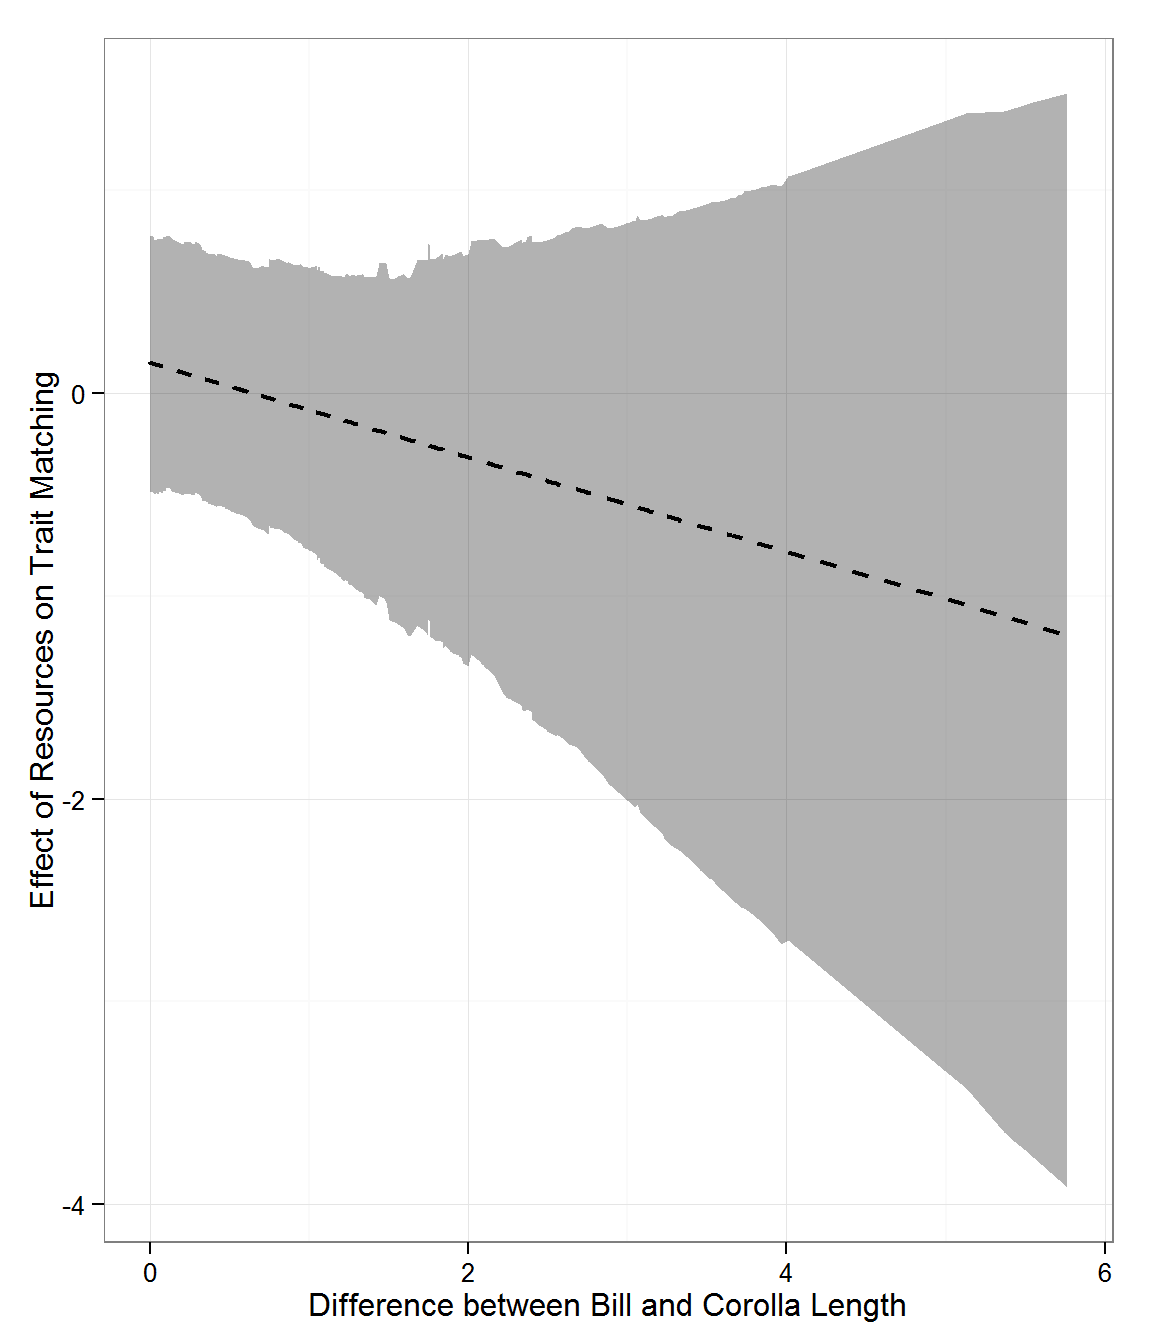 Effect of Resources on Trait Matching
0
-2
-4
0 2 4 6
Difference between Bill and Corolla Length